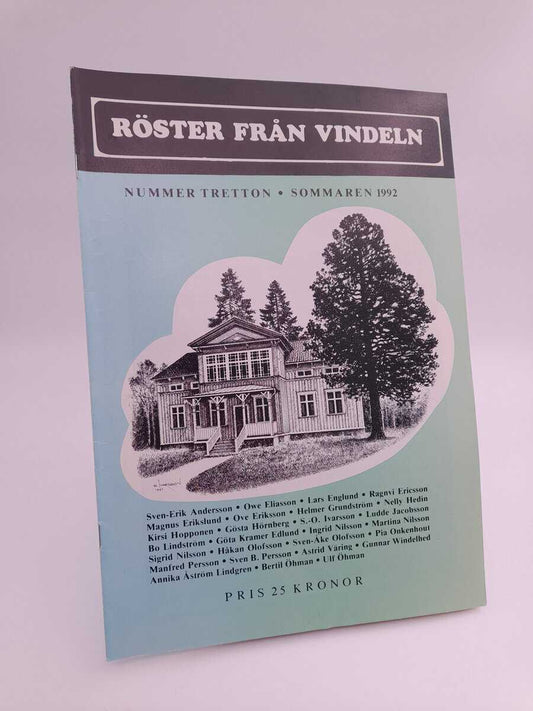 RÖSTER FRÅN VINDELN
NUMMER TRETTON • SOMMAREN 1992
Sven-Erik Andersson • Owe Eliasson • Lars Englund • Ragnvi Ericsson
Magnus Erikslund • Ove Eriksson • Helmer Grundström • Nelly Hedin
Kirsi Hopponen • Gösta Hörnberg • S.-O. Ivarsson • Ludde Jacobsson
Bo Lindström • Göta Kramer Edlund • Ingrid Nilsson • Martina Nilsson
Sigrid Nilsson • Håkan Olofsson • Sven-Åke Olofsson • Pia Onkenhout
Manfred Persson • Sven B. Persson • Astrid Väring • Gunnar Windelhed
Annika Åström Lindgren • Bertil Öhman • Ulf Öhman
PRIS 25 KRONOR